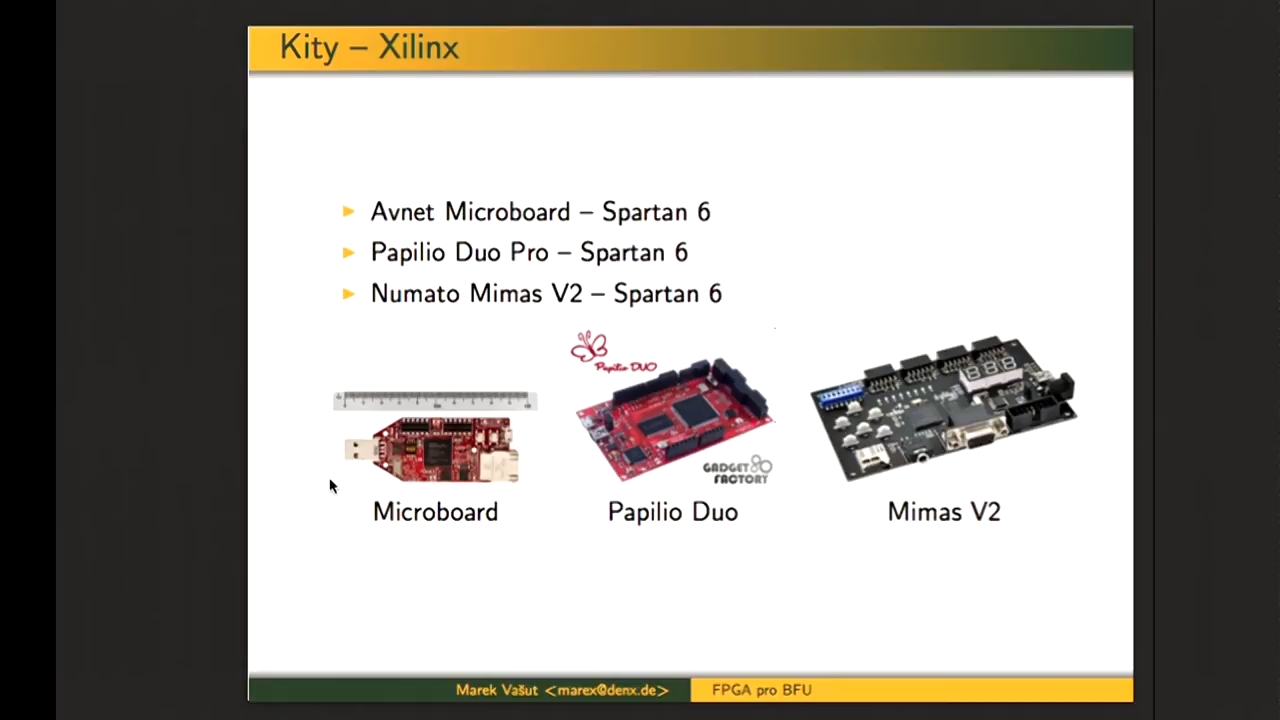 Kity – Xilinx
Avnet Microboard – Spartan 6
Papilio Duo Pro – Spartan 6
Numato Mimas V2 – Spartan 6
Papilio DUO
GADGET
FACTORY
Microboard
Papilio Duo
Mimas V2
Marek Vašut <marex@denx.de>
FPGA pro BFU